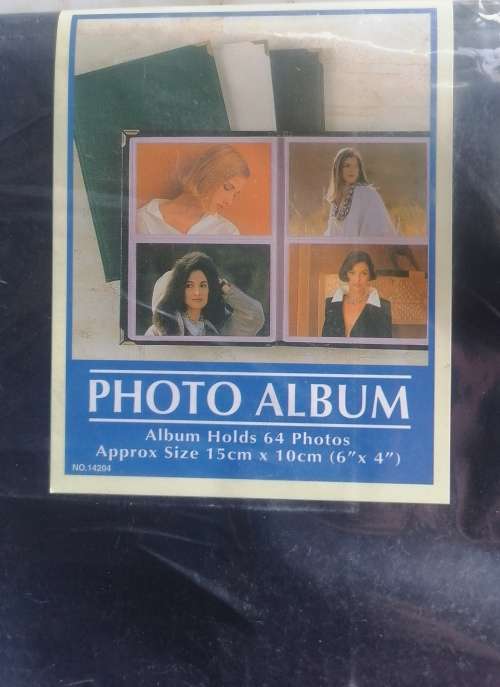 PHOTO ALBUM
Album Holds 64 Photos
Approx Size 15cm x 10cm (6″x 4″)
NO.14204